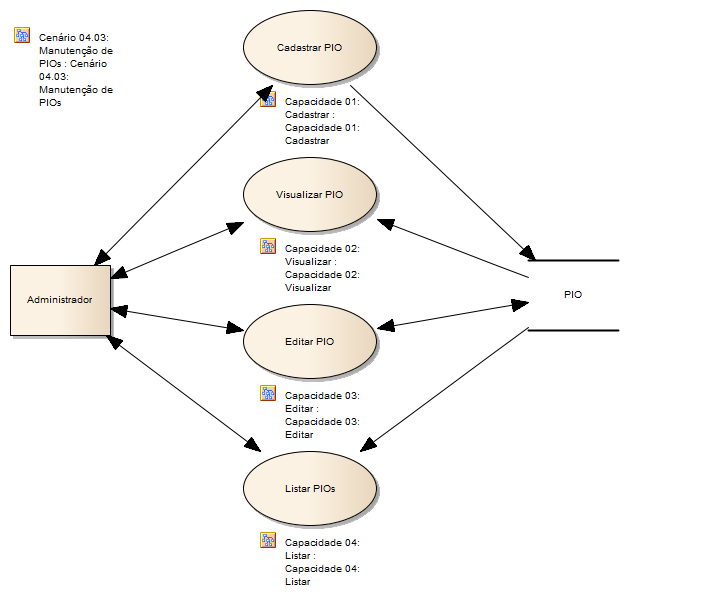 Cenário 04.03:
Manutenção de
PIOs : Cenário
04.03:
Manutenção de
PIOs
Cadastrar PIO
Capacidade 01:
Cadastrar :
Capacidade 01:
Cadastrar
Visualizar PIO
Capacidade 02:
Visualizar :
Capacidade 02:
Visualizar
Administrador
PIO
Editar PIO
Capacidade 03:
Editar :
Capacidade 03:
Editar
Listar PIOs
Capacidade 04:
Listar :
Capacidade 04:
Listar